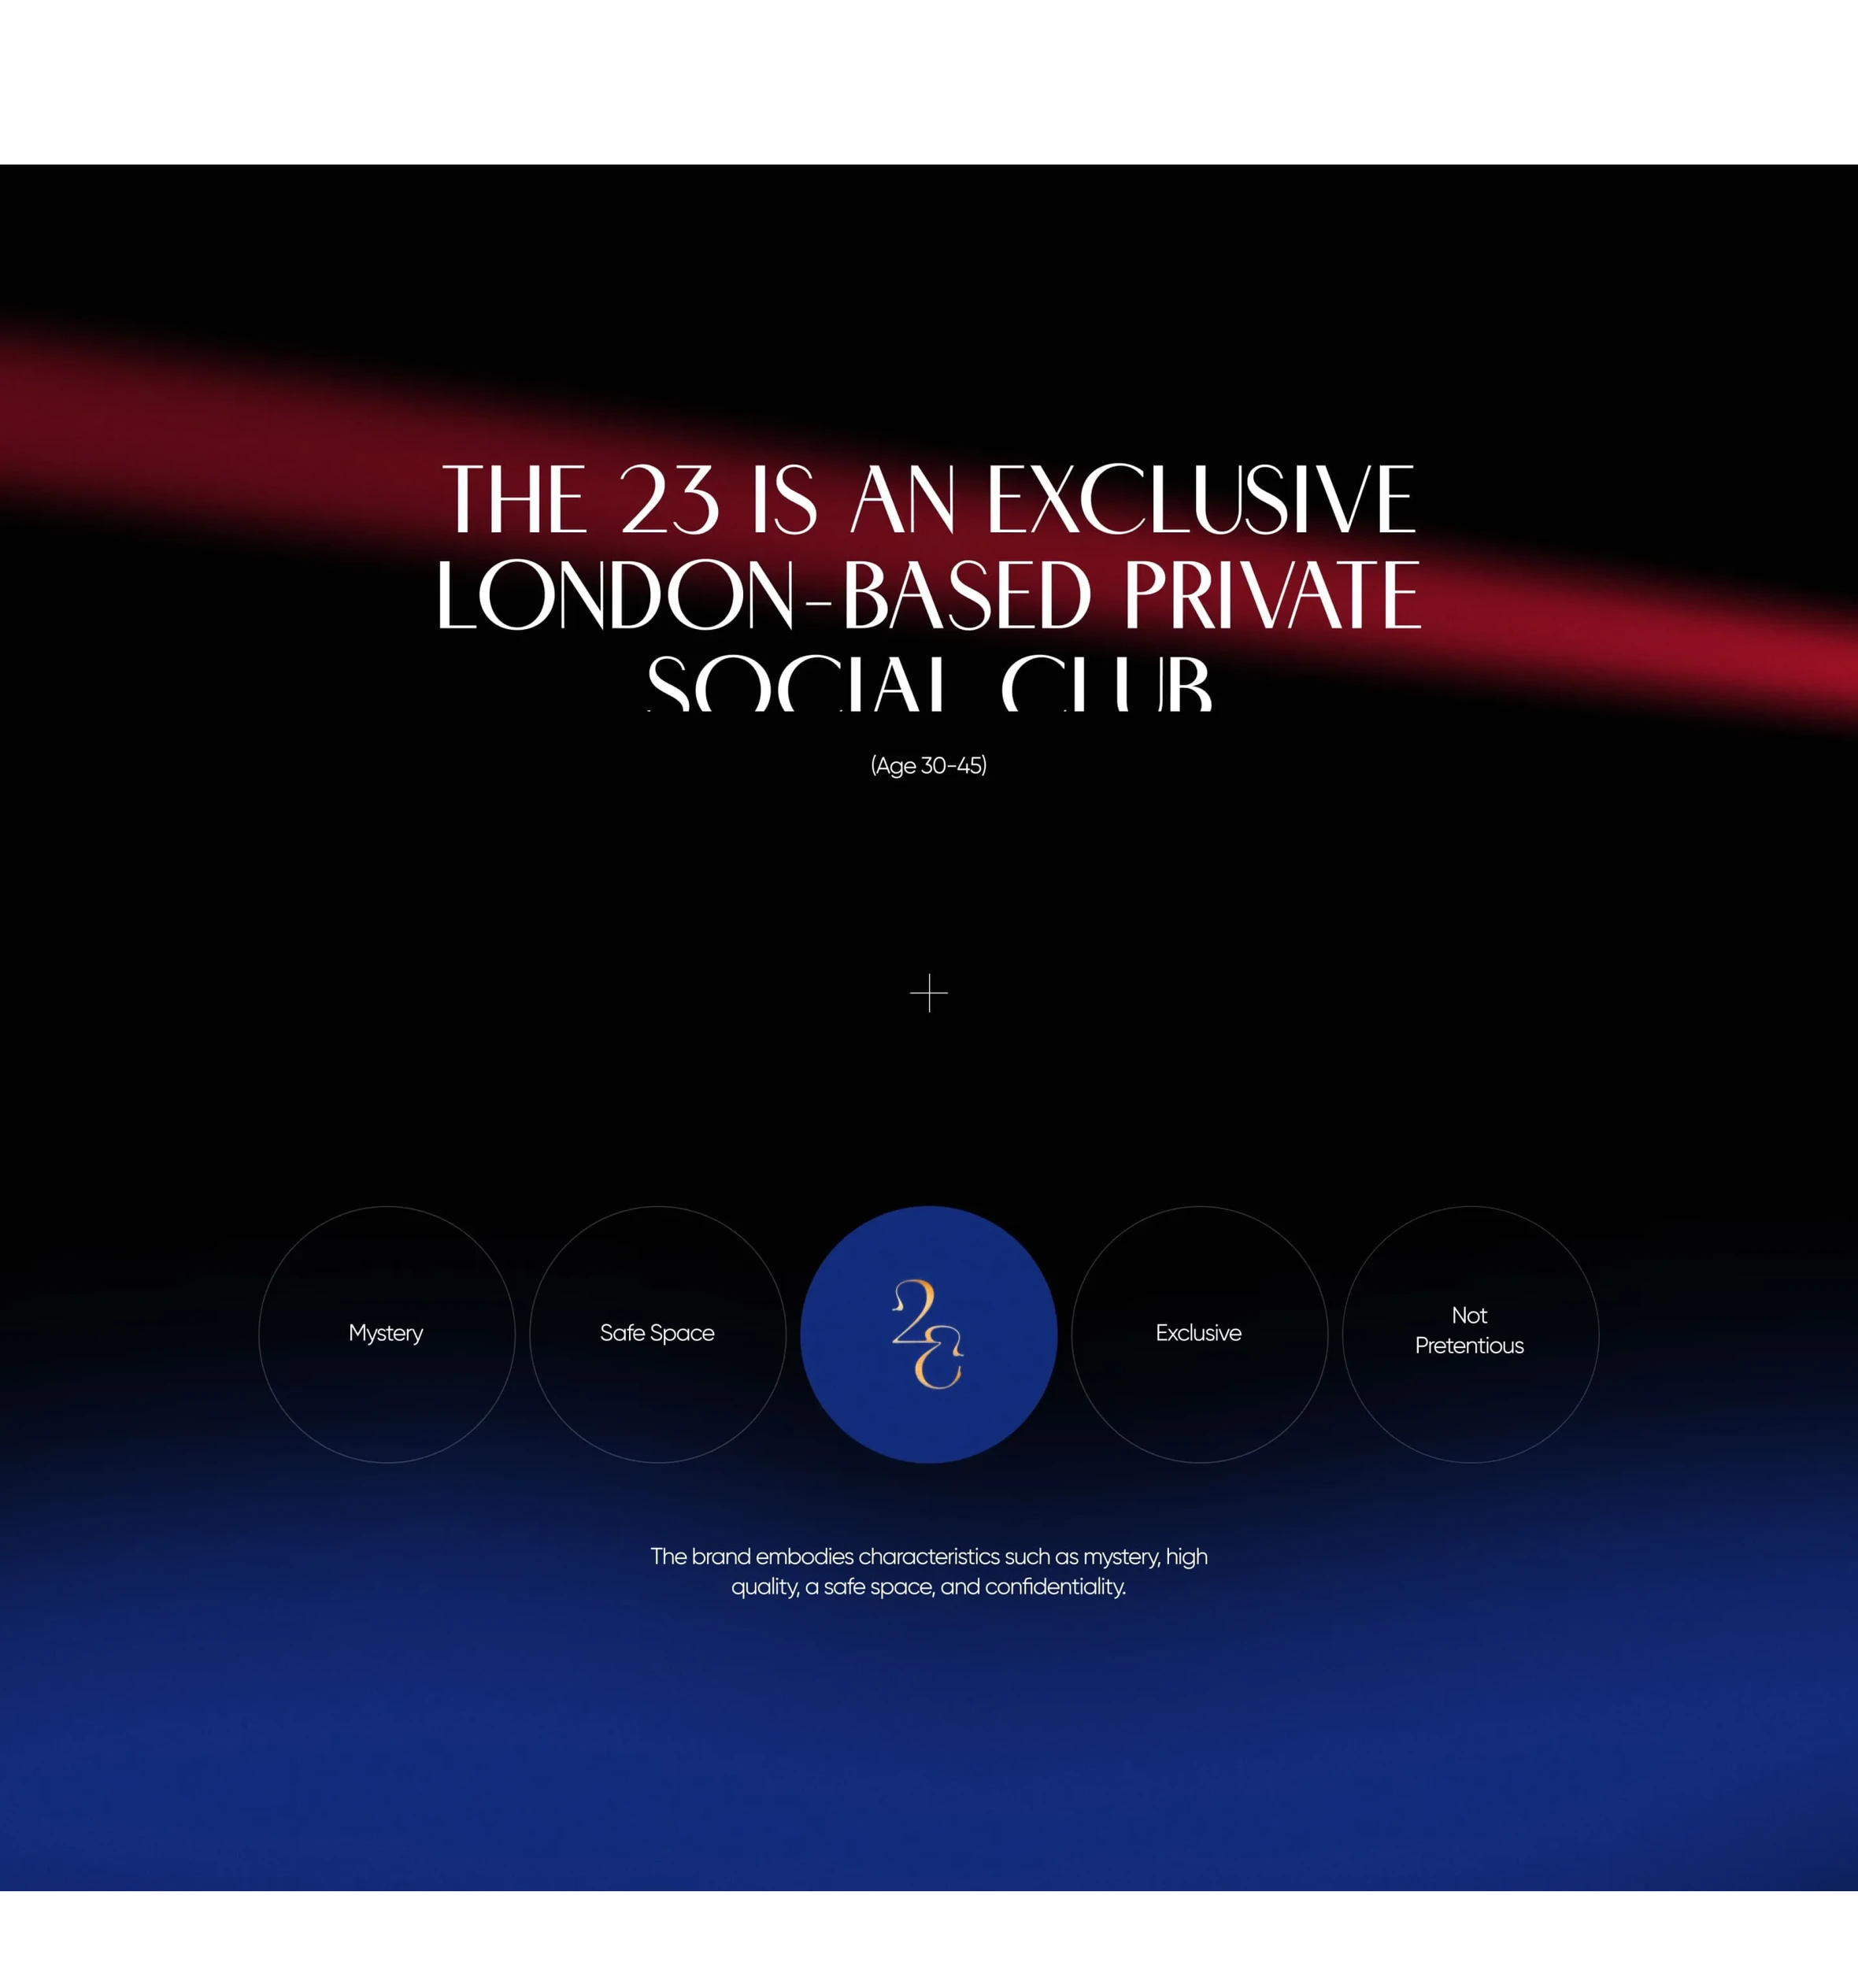 THE 23 IS AN EXCLUSIVE
LONDON-BASED PRIVATE
SOCIAL CLUB
(Age 30-45)
Mystery
Safe Space
23
Exclusive
Not
Pretentious
The brand embodies characteristics such as mystery, high
quality, a safe space, and confidentiality.